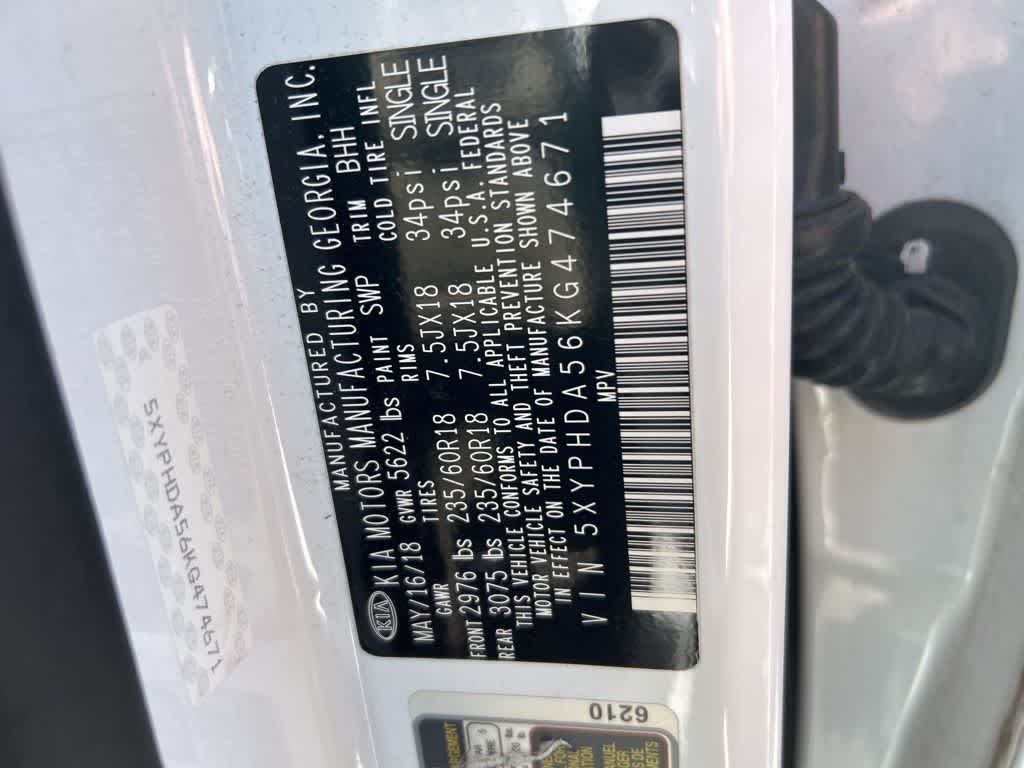 MANUFACTURED BY
KIA KIA MOTORS MANUFACTURING GEORGIA. INC.
MAY/16/18 GVWR 5622 lbs PAINT SWP TRIM BHH
GAWR TIRES RIMS COLD TIRE INFL
FRONT 2976 lbs 235/60R18 7.5JX18 34psi SINGLE
REAR 3075 lbs 235/60R18 7.5JX18 34psi SINGLE
THIS VEHICLE CONFORMS TO ALL APPLICABLE U.S.A. FEDERAL
MOTOR VEHICLE SAFETY AND THEFT PREVENTION STANDARDS
IN EFFECT ON THE DATE OF MANUFACTURE SHOWN ABOVE
VIN 5XYPHDA56KG474671
MPV
5XYPHDA56KG474671
6210